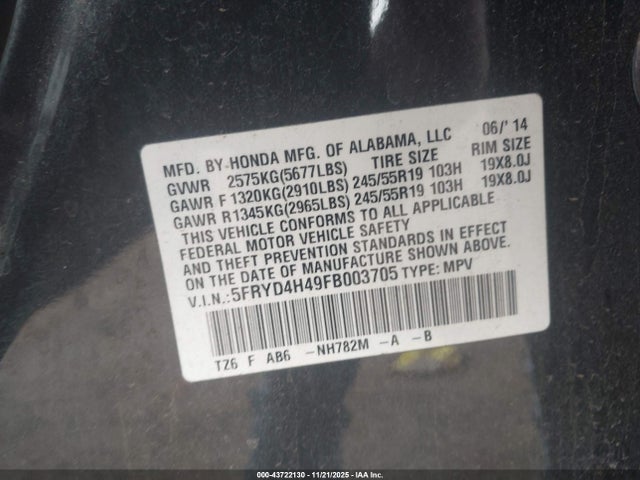 MFD. BY HONDA MFG. OF ALABAMA, LLC 06/'14
GVWR 2575KG(5677LBS) TIRE SIZE RIM SIZE
GAWR F 1320KG(2910LBS) 245/55R19 103H 19X8.0J
GAWR R 1345KG(2965LBS) 245/55R19 103H 19X8.0J
THIS VEHICLE CONFORMS TO ALL APPLICABLE
FEDERAL MOTOR VEHICLE SAFETY
AND THEFT PREVENTION STANDARDS IN EFFECT
ON THE DATE OF MANUFACTURE SHOWN ABOVE.
V.I.N.:5FRYD4H49FB003705 TYPE: MPV
TZ6 F AB6 -NH782M -A -B
000-43722130 - 11/21/2025 - IAA Inc.